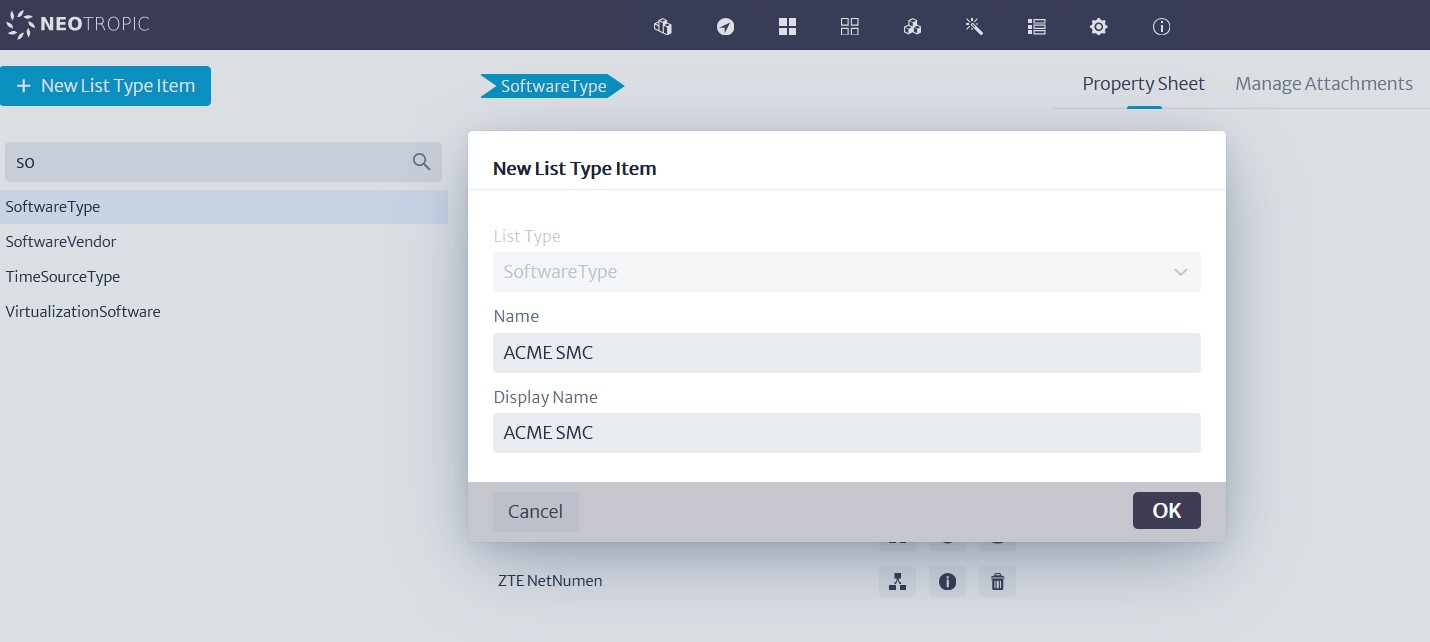 NEOTROPIC
+ New List Type Item
SoftwareType
Property Sheet
Manage Attachments
so
SoftwareType
SoftwareVendor
TimeSourceType
VirtualizationSoftware
New List Type Item
List Type
SoftwareType
Name
ACME SMC
Display Name
ACME SMC
Cancel
OK
ZTE NetNumen